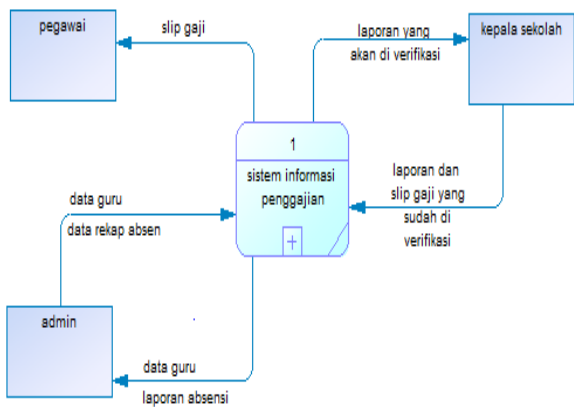 pegawai
slip gaji
laporan yang
akan di verifikasi
kepala sekolah
1
sistem informasi
penggajian
laporan dan
slip gaji yang
sudah di
verifikasi
data guru
data rekap absen
admin
data guru
laporan absensi